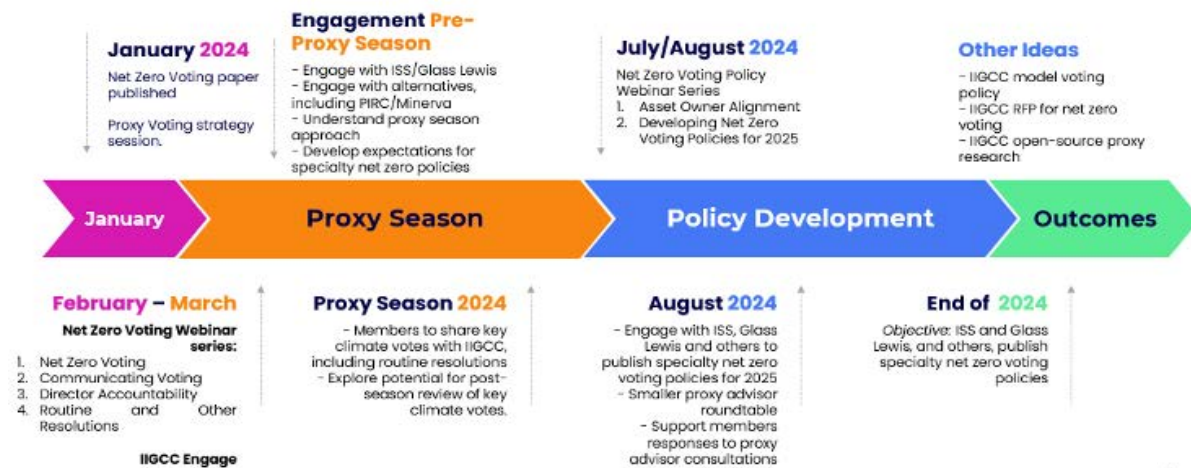 January 2024
Net Zero Voting paper
published
Proxy Voting strategy
session.
Engagement Pre-
Proxy Season
- Engage with ISS/Glass Lewis
- Engage with alternatives,
including PIRC/Minerva
- Understand proxy season
approach
- Develop expectations for
specialty net zero policies
July/August 2024
Net Zero Voting Policy
Webinar Series
1. Asset Owner Alignment
2. Developing Net Zero
Voting Policies for 2025
Other Ideas
- IIGCC model voting
policy
- IIGCC RFP for net zero
voting
- IIGCC open-source proxy
research
January
Proxy Season
Policy Development
Outcomes
February – March
Net Zero Voting Webinar
series:
1. Net Zero Voting
2. Communicating Voting
3. Director Accountability
4. Routine and Other
Resolutions
IIGCC Engage
Proxy Season 2024
- Members to share key
climate votes with IIGCC,
including routine resolutions
- Explore potential for post-
season review of key
climate votes.
August 2024
- Engage with ISS, Glass
Lewis and others to
publish specialty net zero
voting policies for 2025
- Smaller proxy advisor
roundtable
- Support members
responses to proxy
advisor consultations
End of 2024
Objective: ISS and Glass
Lewis, and others, publish
specialty net zero voting
policies